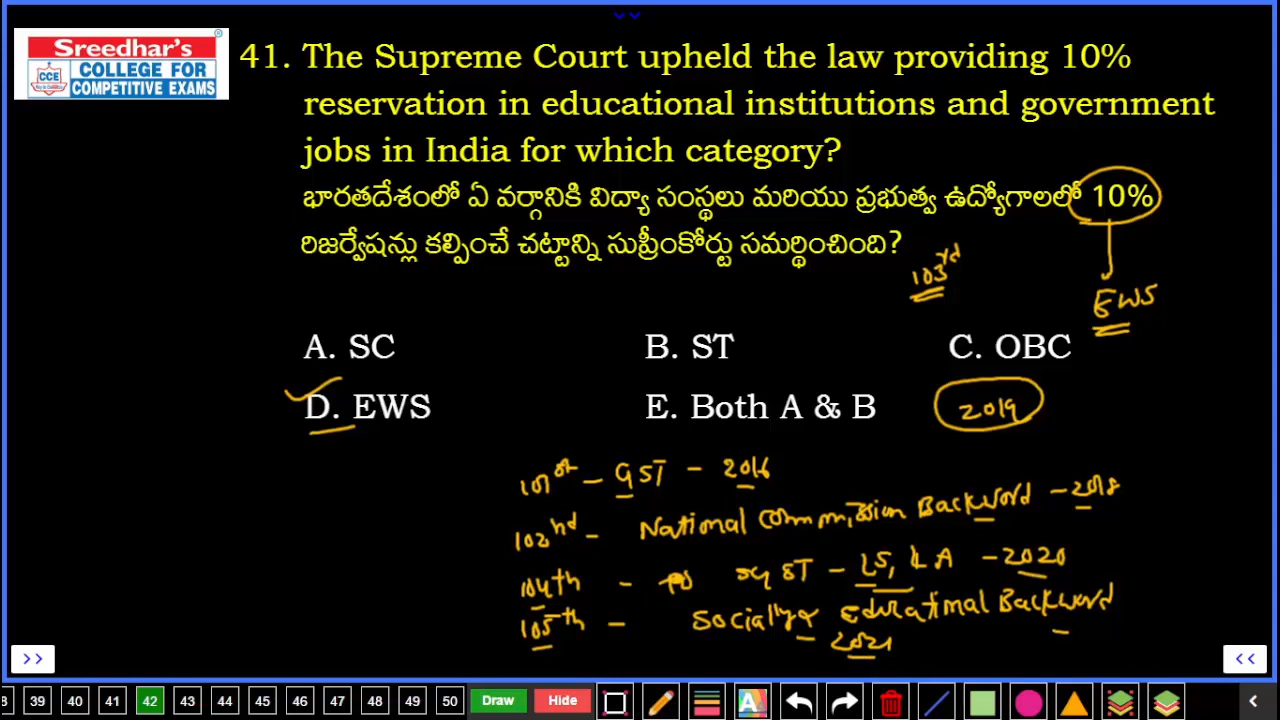 Sreedhar's
CCE
COLLEGE FOR
COMPETITIVE EXAMS
41. The Supreme Court upheld the law providing 10%
reservation in educational institutions and government
jobs in India for which category?
భారతదేశంలో ఏ వర్గానికి విద్యా సంస్థలు మరియు ప్రభుత్వ ఉద్యోగాలలో 10%
రిజర్వేషన్లు కల్పించే చట్టాన్ని సుప్రీంకోర్టు సమర్థించింది?
103rd
EWS
A. SC B. ST C. OBC
D. EWS E. Both A & B 2019
101st - GST - 2016
102nd - National Commission Backword - 2018
104th - ST - LS, LA - 2020
105th - Socially & Educational Backword
2021
>> <<
39 40 41 42 43 44 45 46 47 48 49 50 Draw Hide